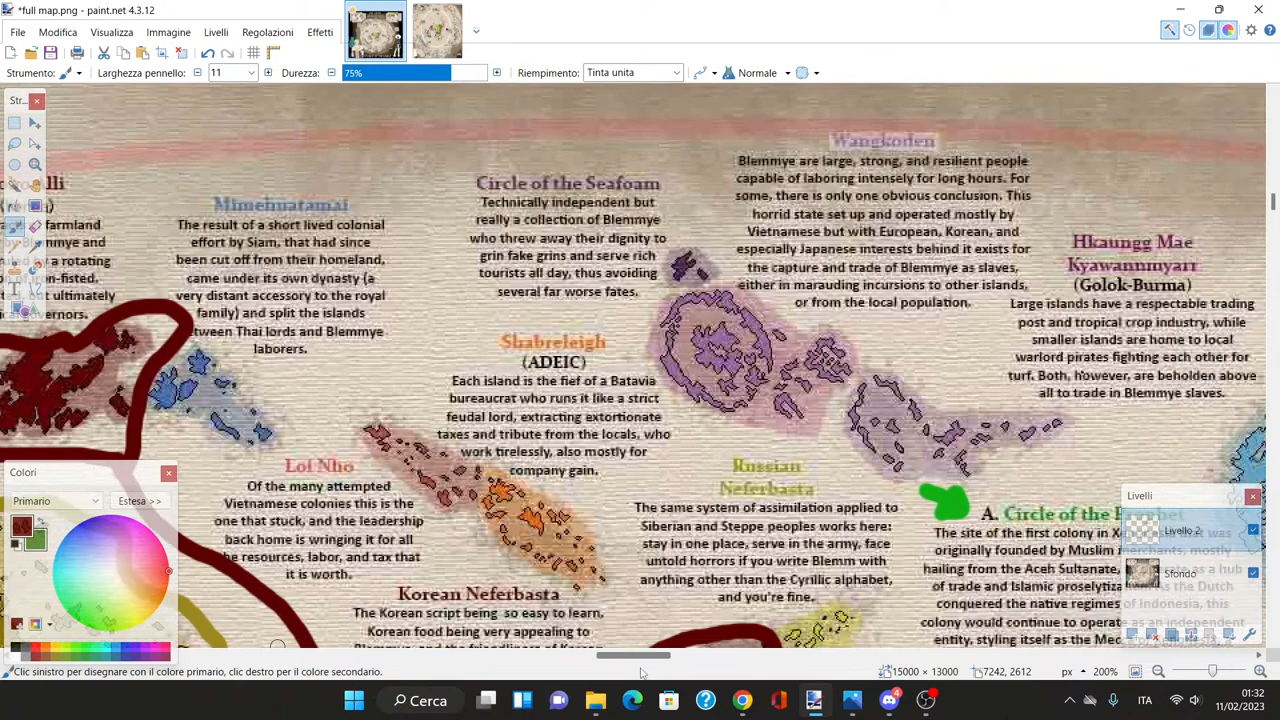 *full map.png - paint.net 4.3.12
File Modifica Visualizza Immagine Livelli Regolazioni Effetti
Strumento: Larghezza pennello: 11 Durezza: 75% Riempimento: Tinta unita Normale
Str...
farmland
Mimehuatamai
The result of a short lived colonial
effort by Siam, that had since
been cut off from their homeland,
came under its own dynasty (a
very distant accessory to the royal
family) and split the islands
between Thai lords and Blemmye
laborers.
Circle of the Seafoam
Technically independent but
really a collection of Blemmye
who threw away their dignity to
grin fake grins and serve rich
tourists all day, thus avoiding
several far worse fates.
Wangkoden
Blemmye are large, strong, and resilient people
capable of laboring intensely for long hours. For
some, there is only one obvious conclusion. This
horrid state set up and operated mostly by
Vietnamese but with European, Korean, and
especially Japanese interests behind it exists for
the capture and trade of Blemmye as slaves,
either in marauding incursions to other islands,
or from the local population.
Hkaungg Mae
Kyawannmyarr
(Golok-Burma)
Large islands have a respectable trading
post and tropical crop industry, while
smaller islands are home to local
warlord pirates fighting each other for
turf. Both, however, are beholden above
all to trade in Blemmye slaves.
Shabreleigh
(ADEIC)
Each island is the fief of a Batavia
bureaucrat who runs it like a strict
feudal lord, extracting extortionate
taxes and tribute from the locals, who
work tirelessly, also mostly for
company gain.
Loi Nho
Of the many attempted
Vietnamese colonies this is the
one that stuck, and the leadership
back home is wringing it for all
the resources, labor, and tax that
it is worth.
Russian
Neferbasta
The same system of assimilation applied to
Siberian and Steppe peoples works here:
stay in one place, serve in the army, face
untold horrors if you write Blemm with
anything other than the Cyrillic alphabet,
and you're fine.
A. Circle of the Prophet
The site of the first colony in
originally founded by Muslim merchants, mostly
hailing from the Aceh Sultanate,
of trade and Islamic proselytiza
conquered the native regimes of Indonesia, this
colony would continue to operate as an independent
entity, styling itself as the
Korean Neferbasta
The Korean script being so easy to learn,
Korean food being very appealing to
Blemmye, and the friendliness of Korean
Colori
Primario Estesa >>
Livelli
Livello 2
Sfondo
Clic sinistro per disegnare con il colore primario, clic destro per il colore secondario.
15000 × 13000 7242, 2612 px 200%
Cerca 4 ITA 01:32
11/02/2023